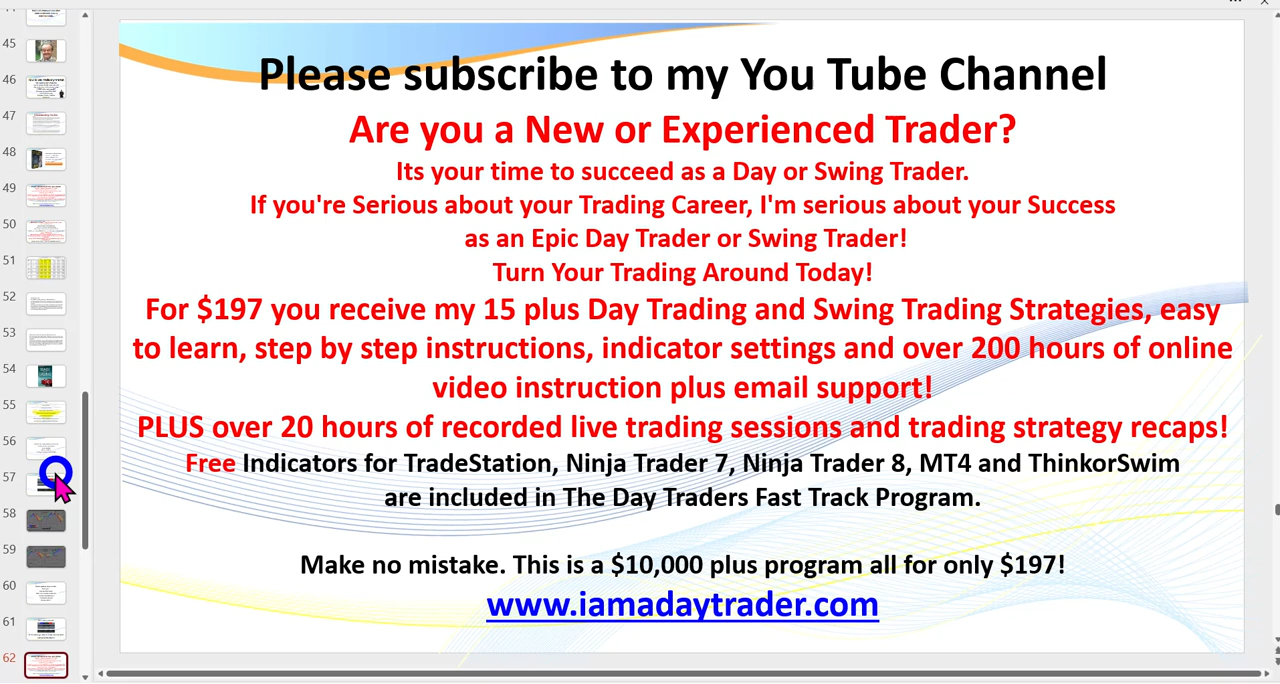 45
46
47
48
49
50
51
52
53
54
55
56
57
58
59
60
61
62
Please subscribe to my You Tube Channel
Are you a New or Experienced Trader?
Its your time to succeed as a Day or Swing Trader.
If you're Serious about your Trading Career, I'm serious about your Success
as an Epic Day Trader or Swing Trader!
Turn Your Trading Around Today!
For $197 you receive my 15 plus Day Trading and Swing Trading Strategies, easy
to learn, step by step instructions, indicator settings and over 200 hours of online
video instruction plus email support!
PLUS over 20 hours of recorded live trading sessions and trading strategy recaps!
Free Indicators for TradeStation, Ninja Trader 7, Ninja Trader 8, MT4 and ThinkorSwim
are included in The Day Traders Fast Track Program.
Make no mistake. This is a $10,000 plus program all for only $197!
www.iamadaytrader.com